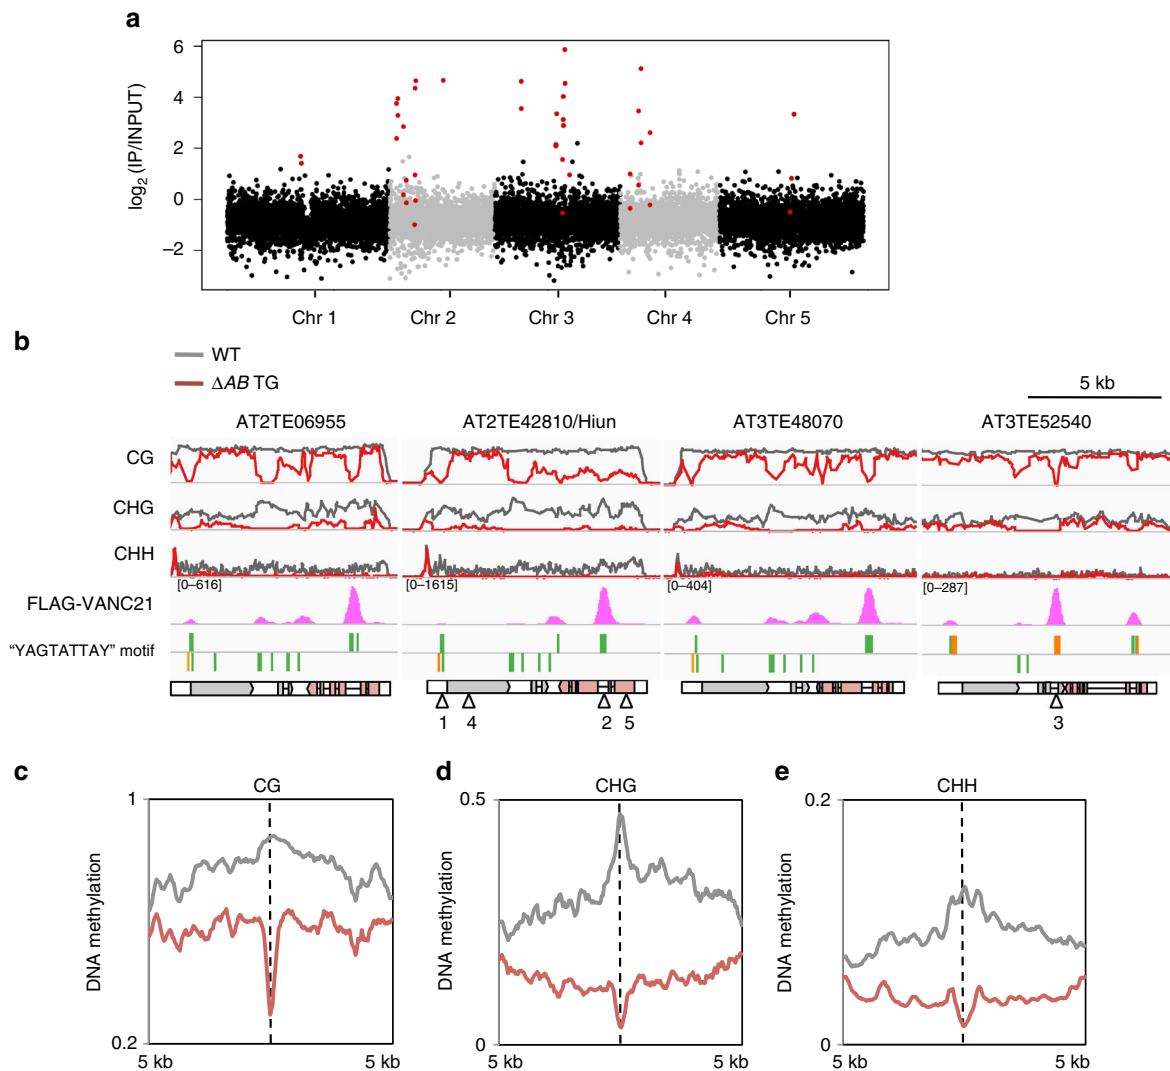 a
log2 (IP/INPUT)
6
4
2
0
–2
Chr 1 Chr 2 Chr 3 Chr 4 Chr 5
b
WT
ΔAB TG
5 kb
AT2TE06955 AT2TE42810/Hiun AT3TE48070 AT3TE52540
CG
CHG
CHH
[0–616] [0–1615] [0–404] [0–287]
FLAG-VANC21
“YAGTATTAY” motif
1 4 2 5 3
c d e
CG CHG CHH
1 0.5 0.2
DNA methylation DNA methylation DNA methylation
0.2 0 0
5 kb 5 kb 5 kb 5 kb 5 kb 5 kb